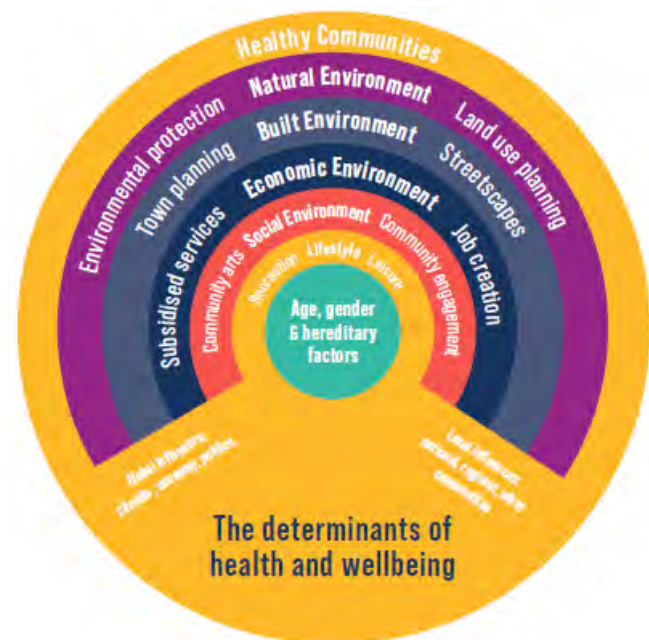 Healthy Communities
Environmental protection Natural Environment Land use planning
Town planning Built Environment Streetscapes
Subsidised services Economic Environment Job creation
Community arts Social Environment Community engagement
Recreation Lifestyle Leisure
Age, gender
& hereditary
factors
The determinants of
health and wellbeing